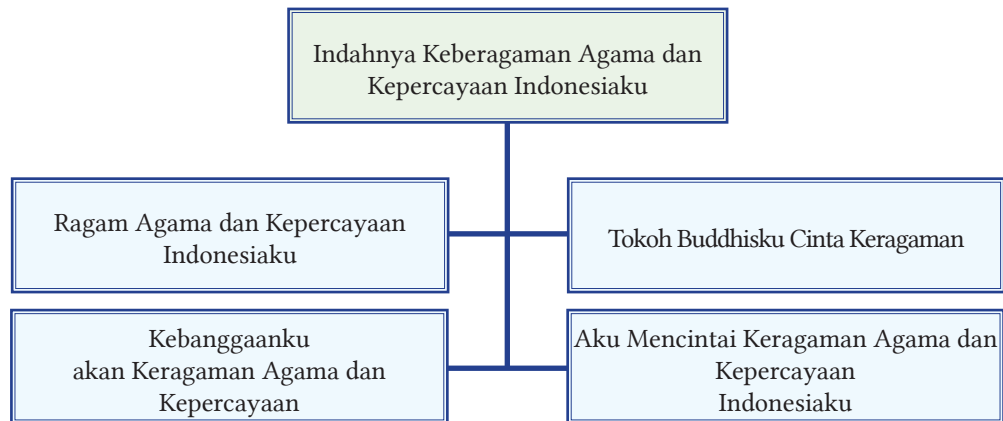 Indahnya Keberagaman Agama dan
Kepercayaan Indonesiaku
Ragam Agama dan Kepercayaan
Indonesiaku
Tokoh Buddhisku Cinta Keragaman
Kebanggaanku
akan Keragaman Agama dan
Kepercayaan
Aku Mencintai Keragaman Agama dan
Kepercayaan
Indonesiaku